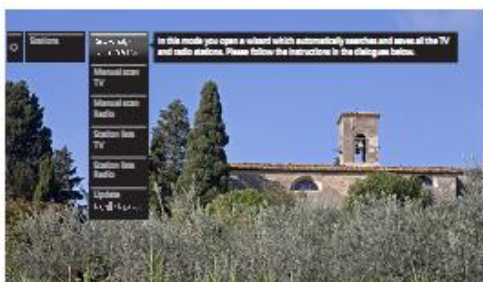 Stations
In this mode you open a wizard which automatically searches and saves all the TV
and radio stations. Please follow the instructions in the dialogues below.
Manual scan
TV
Manual scan
Radio
Station lists
TV
Station lists
Radio
Update